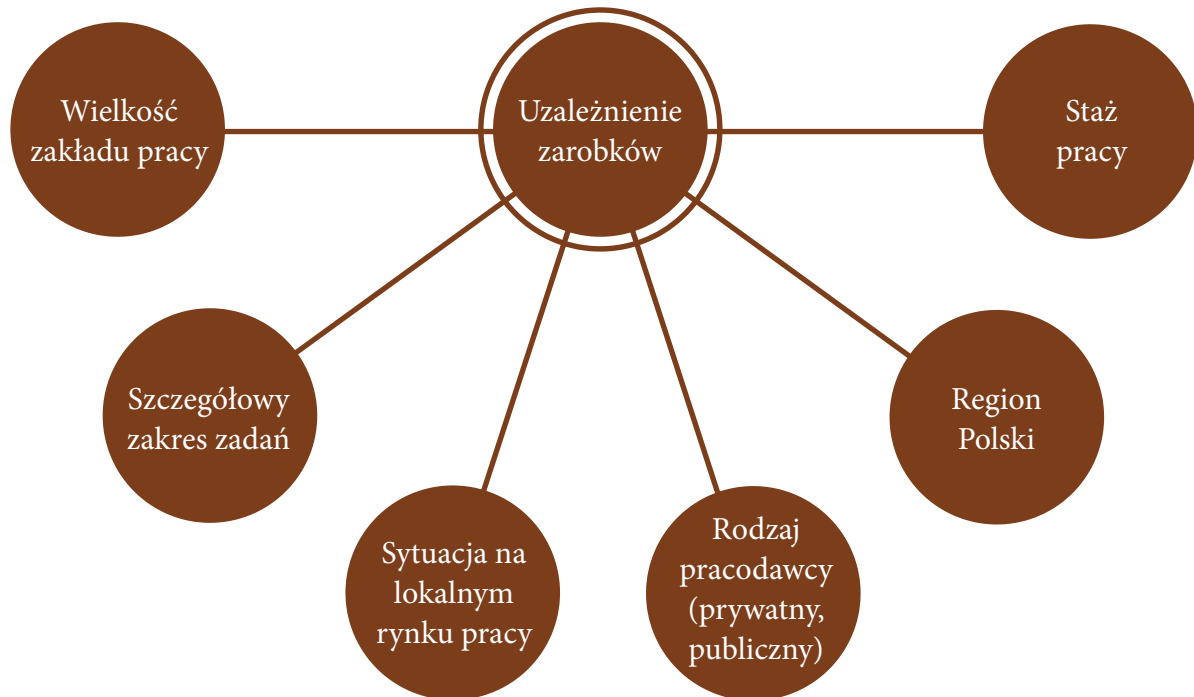 Wielkość
zakładu pracy
Uzależnienie
zarobków
Staż
pracy
Szczegółowy
zakres zadań
Region
Polski
Sytuacja na
lokalnym
rynku pracy
Rodzaj
pracodawcy
(prywatny,
publiczny)